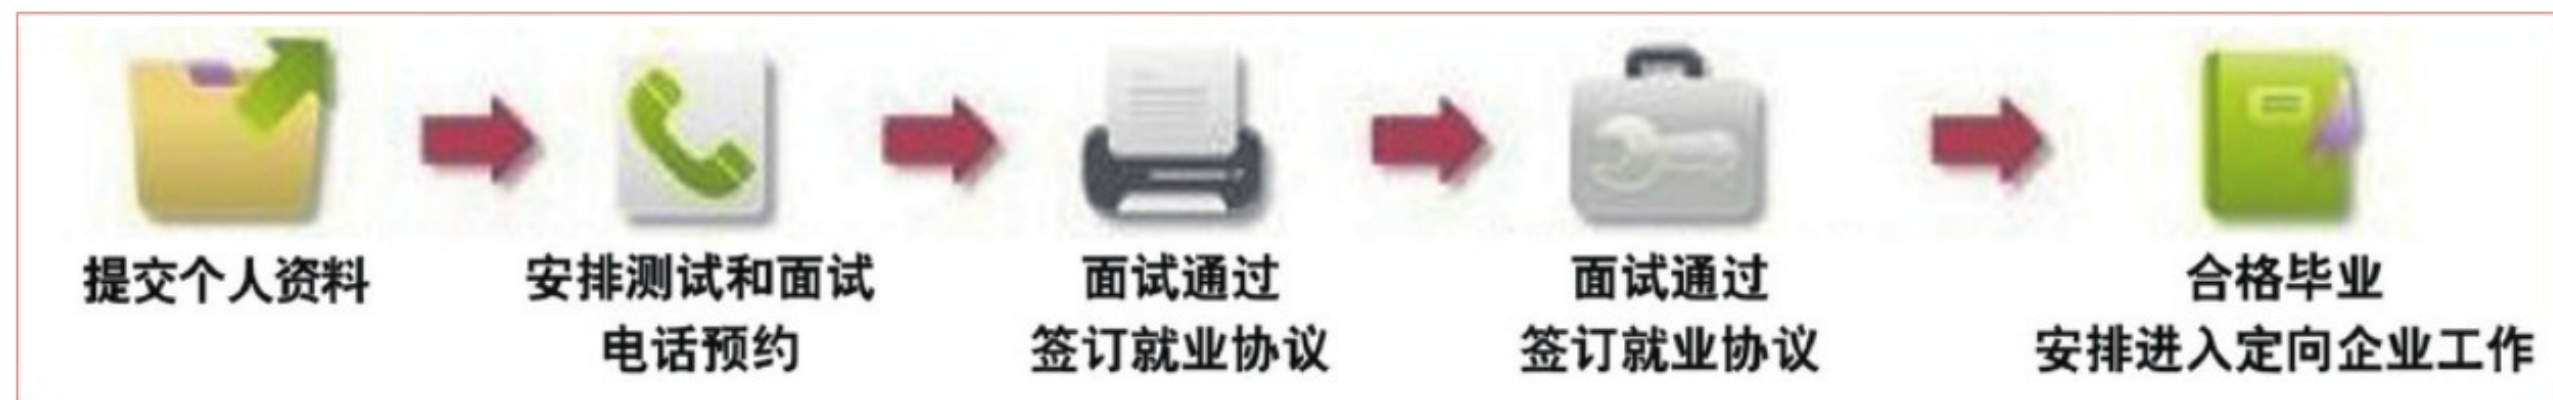 提交个人资料
安排测试和面试
电话预约
面试通过
签订就业协议
面试通过
签订就业协议
合格毕业
安排进入定向企业工作